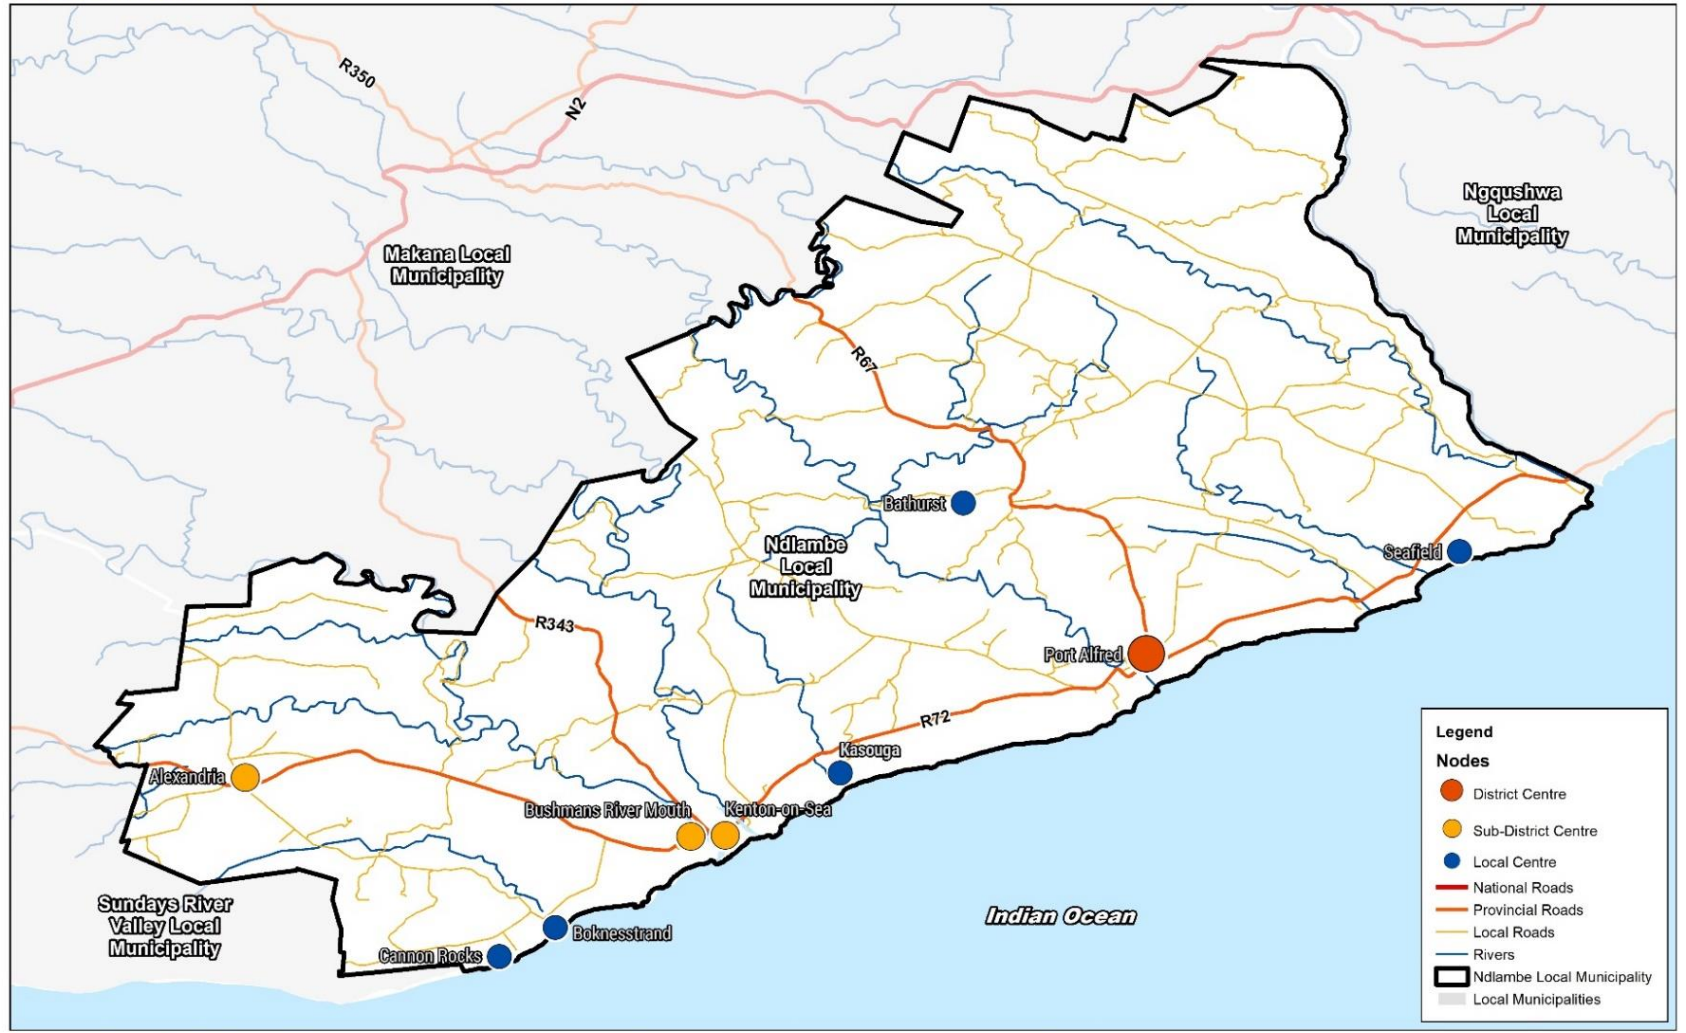 R350
N2
Ngqushwa
Local
Municipality
Makana Local
Municipality
R67
Bathurst
Ndlambe
Local
Municipality
Seafield
R343
Port Alfred
R72
Kasouga
Alexandria
Bushmans River Mouth
Kenton-on-Sea
Sundays River
Valley Local
Municipality
Boknesstrand
Cannon Rocks
Indian Ocean
Legend
Nodes
District Centre
Sub-District Centre
Local Centre
National Roads
Provincial Roads
Local Roads
Rivers
Ndlambe Local Municipality
Local Municipalities